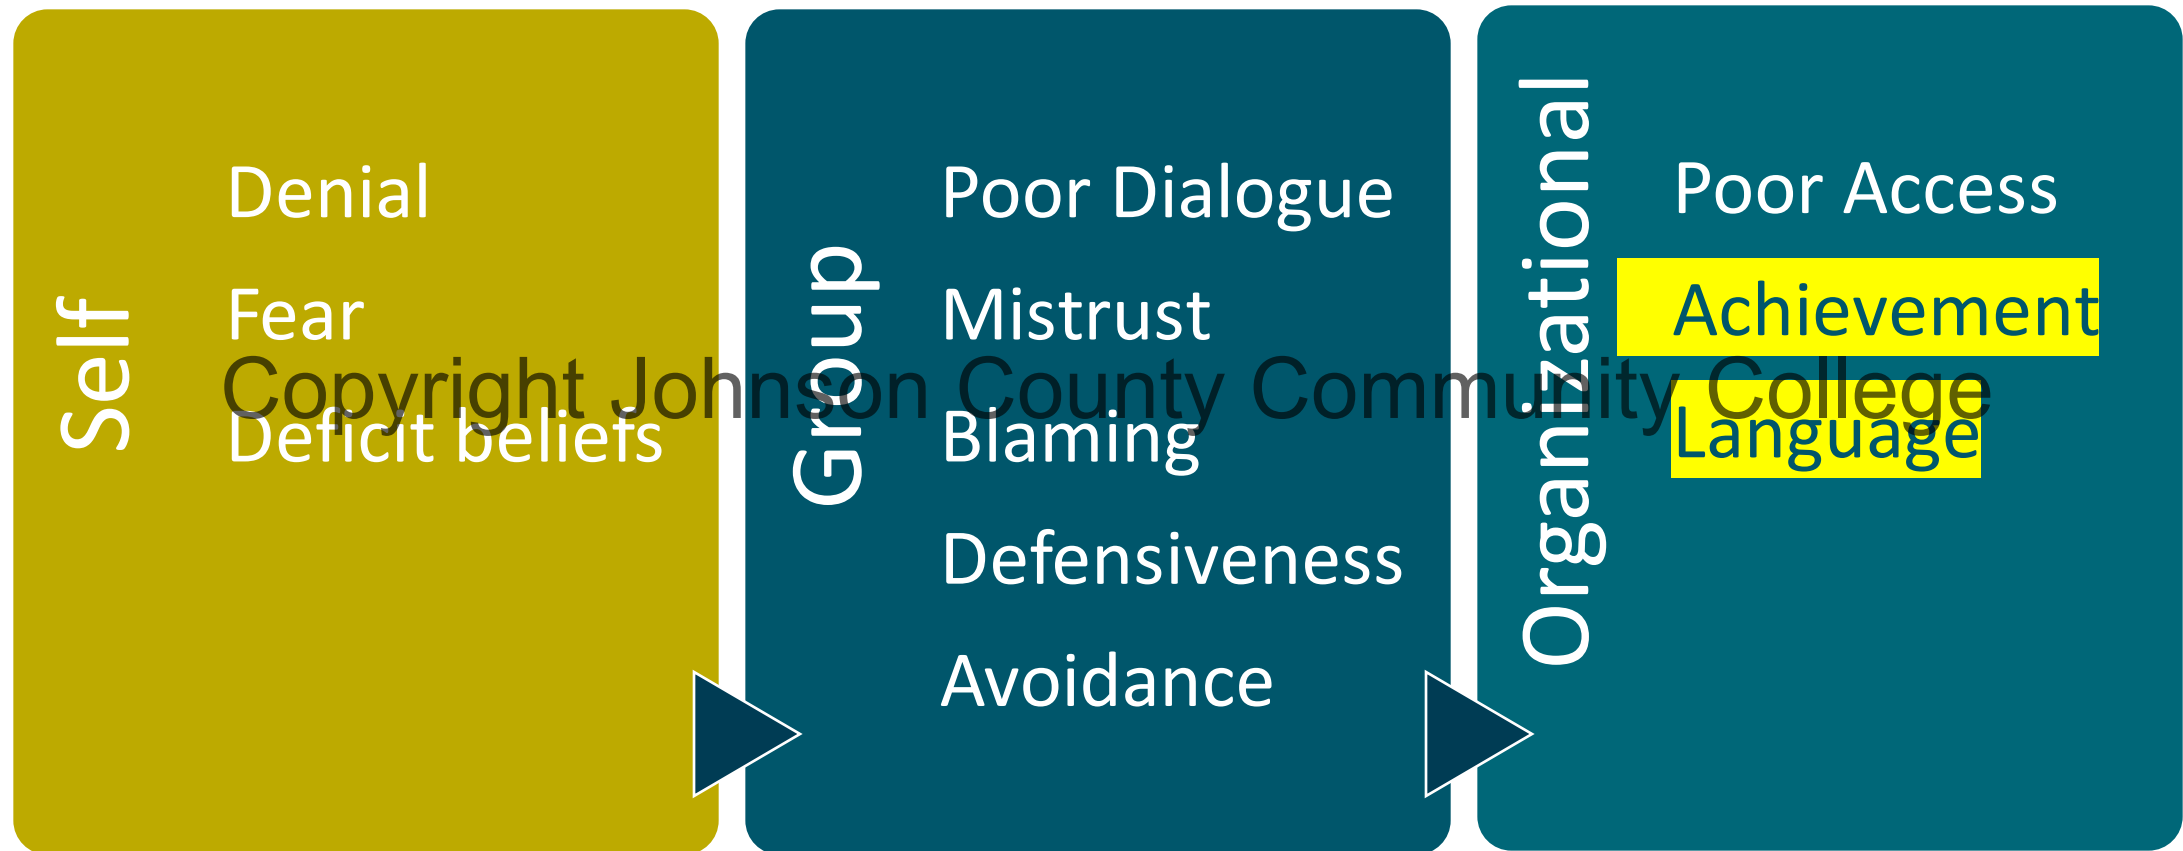 Self
Denial
Fear
Deficit beliefs
Group
Poor Dialogue
Mistrust
Blaming
Defensiveness
Avoidance
Organizational
Poor Access
Achievement
Language
Copyright Johnson County Community College